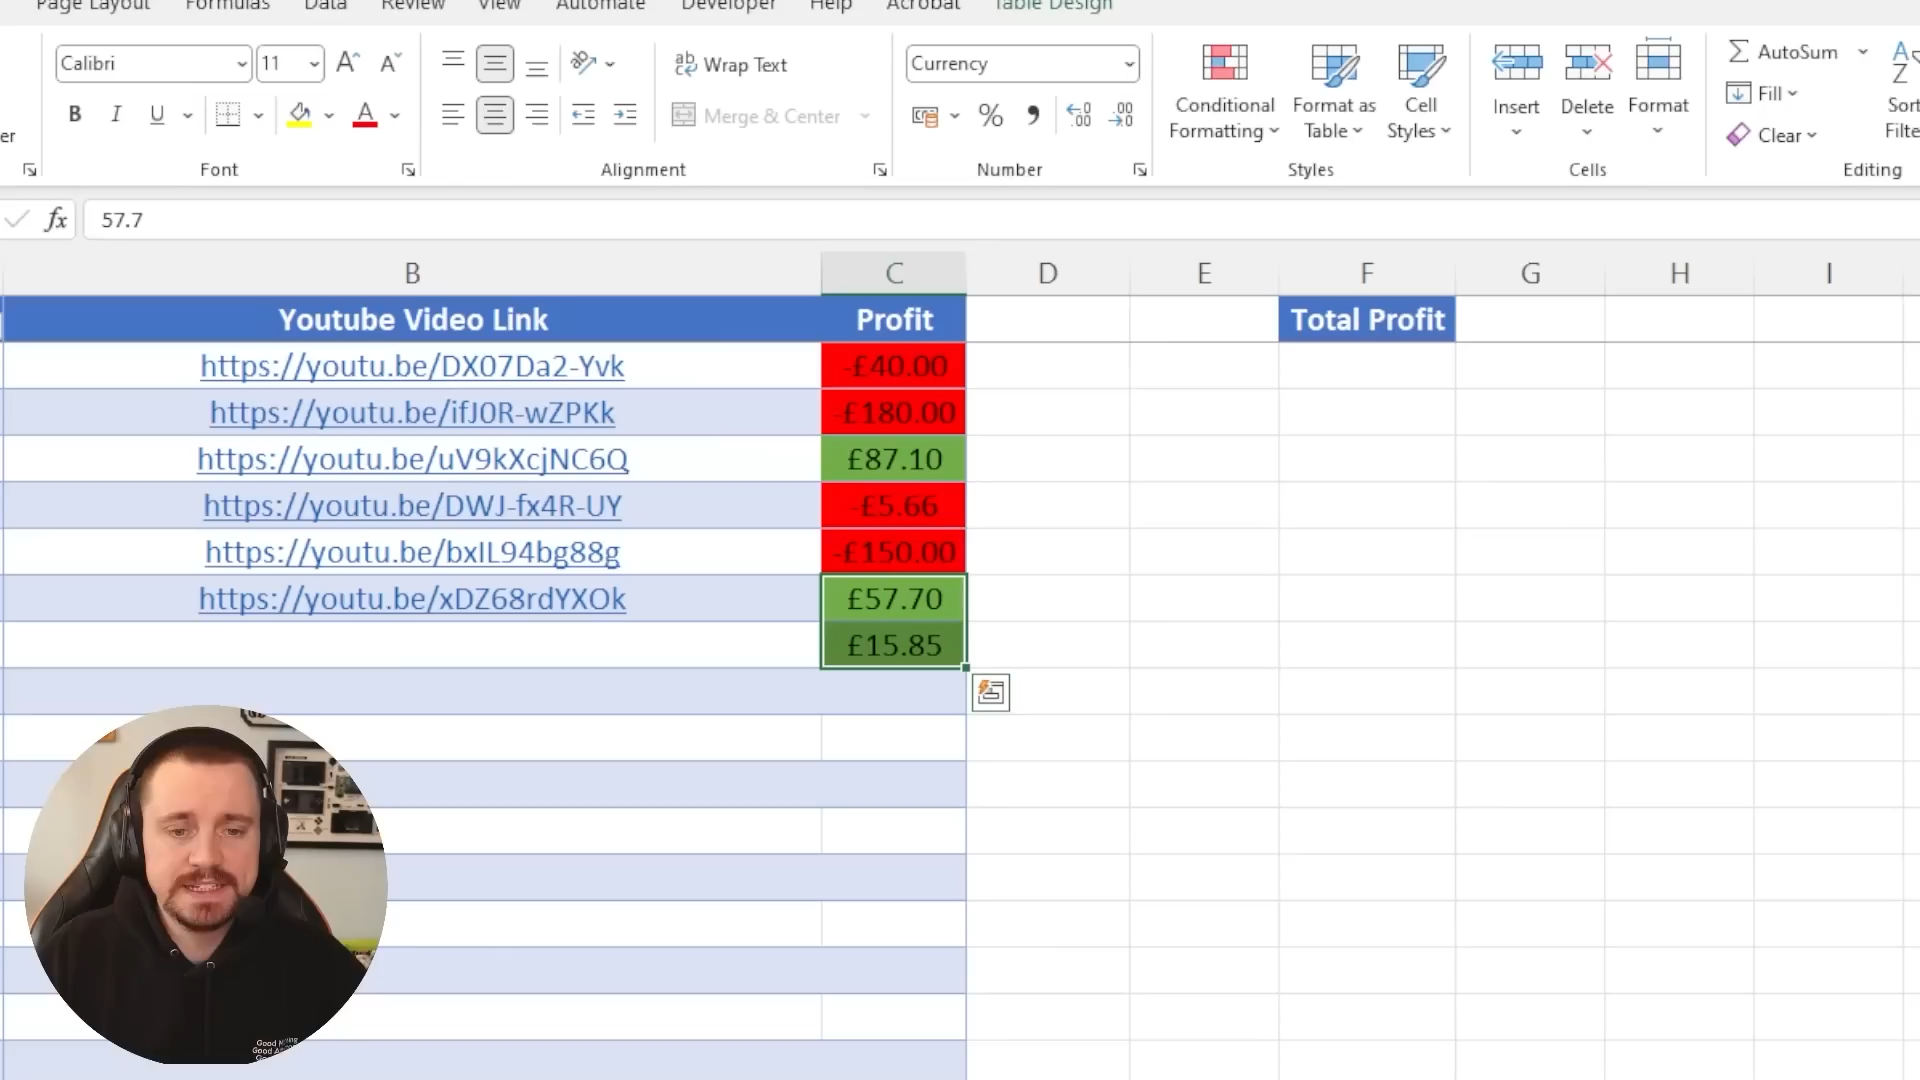 Page Layout Formulas Data Review View Automate Developer Help Acrobat Table Design
Calibri 11 Wrap Text Currency AutoSum
Conditional Formatting Format as Table Cell Styles Insert Delete Format Fill
B I U Merge & Center % Clear
er Font Alignment Number Styles Cells Editing
fx 57.7
B C D E F G H I
Youtube Video Link Profit Total Profit
https://youtu.be/DX07Da2-Yvk -£40.00
https://youtu.be/ifJ0R-wZPKk -£180.00
https://youtu.be/uV9kXcjNC6Q £87.10
https://youtu.be/DWJ-fx4R-UY -£5.66
https://youtu.be/bxIL94bg88g -£150.00
https://youtu.be/xDZ68rdYXOk £57.70
£15.85